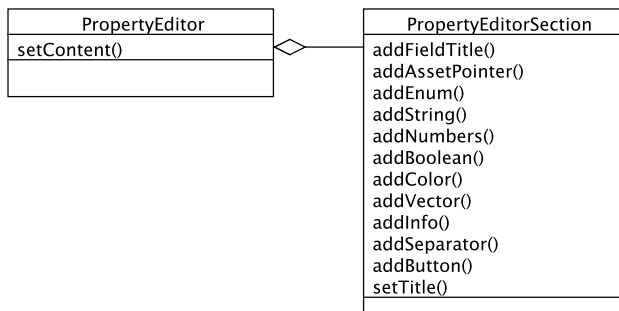 PropertyEditor
setContent()
PropertyEditorSection
addFieldTitle()
addAssetPointer()
addEnum()
addString()
addNumbers()
addBoolean()
addColor()
addVector()
addInfo()
addSeparator()
addButton()
setTitle()